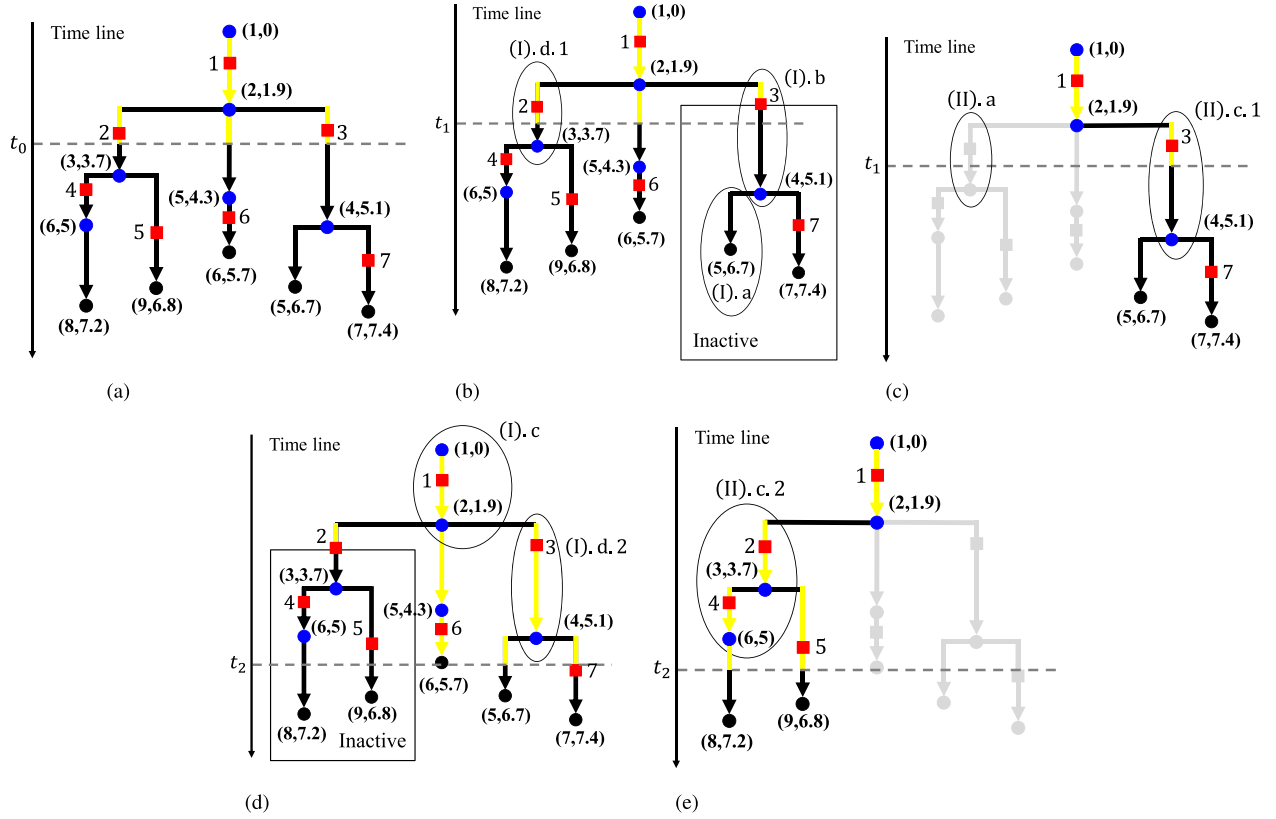 Time line
(1,0)
1
(2,1.9)
2
3
t₀
(3,3.7)
4
(5,4.3)
(6,5)
5
6
(4,5.1)
(6,5.7)
7
(9,6.8)
(5,6.7)
(8,7.2)
(7,7.4)
(a)
Time line
(1,0)
(I). d. 1
1
(2,1.9)
(I). b
2
3
t₁
(3,3.7)
4
(5,4.3)
(6,5)
5
6
(4,5.1)
(6,5.7)
(5,6.7)
7
(9,6.8)
(8,7.2)
(I). a
(7,7.4)
Inactive
(b)
Time line
(1,0)
1
(II). a
(2,1.9)
(II). c. 1
3
t₁
(4,5.1)
7
(5,6.7)
(7,7.4)
(c)
Time line
(I). c
(1,0)
1
(2,1.9)
2
3
(I). d. 2
(3,3.7)
4
(5,4.3)
(6,5)
5
6
(4,5.1)
t₂
(6,5.7)
7
(9,6.8)
(5,6.7)
(8,7.2)
(7,7.4)
Inactive
(d)
Time line
(1,0)
1
(II). c. 2
(2,1.9)
2
(3,3.7)
4
(6,5)
5
t₂
(9,6.8)
(8,7.2)
(e)